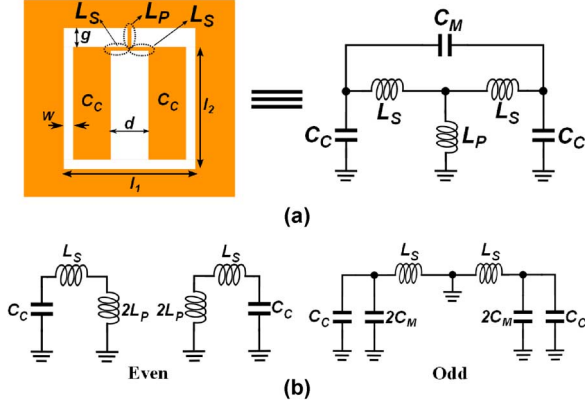 L_S L_P L_S
g
C_C C_C
w d l_2
l_1
C_M
L_S L_S
C_C L_P C_C
(a)
L_S L_S L_S L_S
C_C 2L_P 2L_P C_C C_C 2C_M 2C_M C_C
Even Odd
(b)